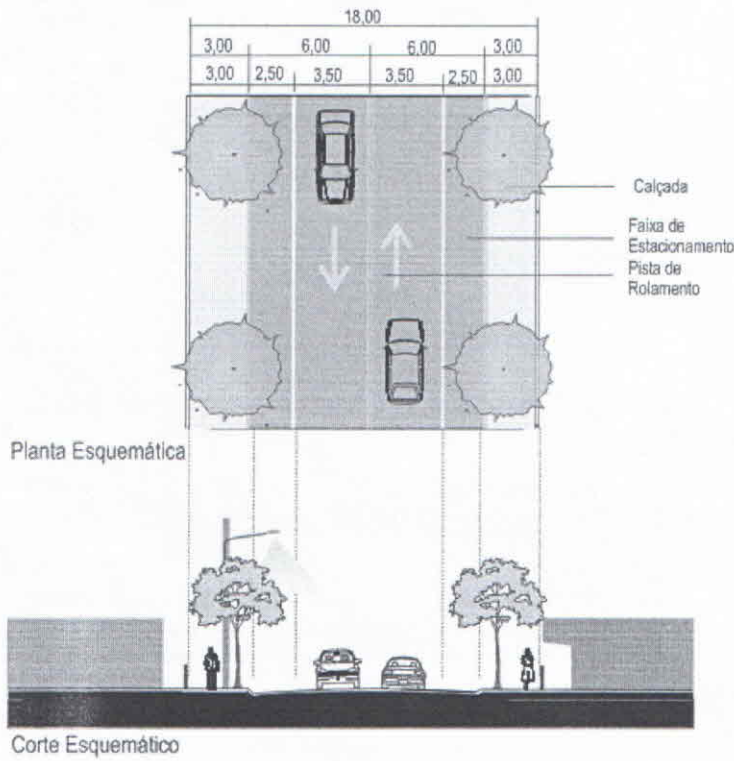 18,00
3,00 6,00 6,00 3,00
3,00 2,50 3,50 3,50 2,50 3,00
Calçada
Faixa de
Estacionamento
Pista de
Rolamento
Planta Esquemática
Corte Esquemático